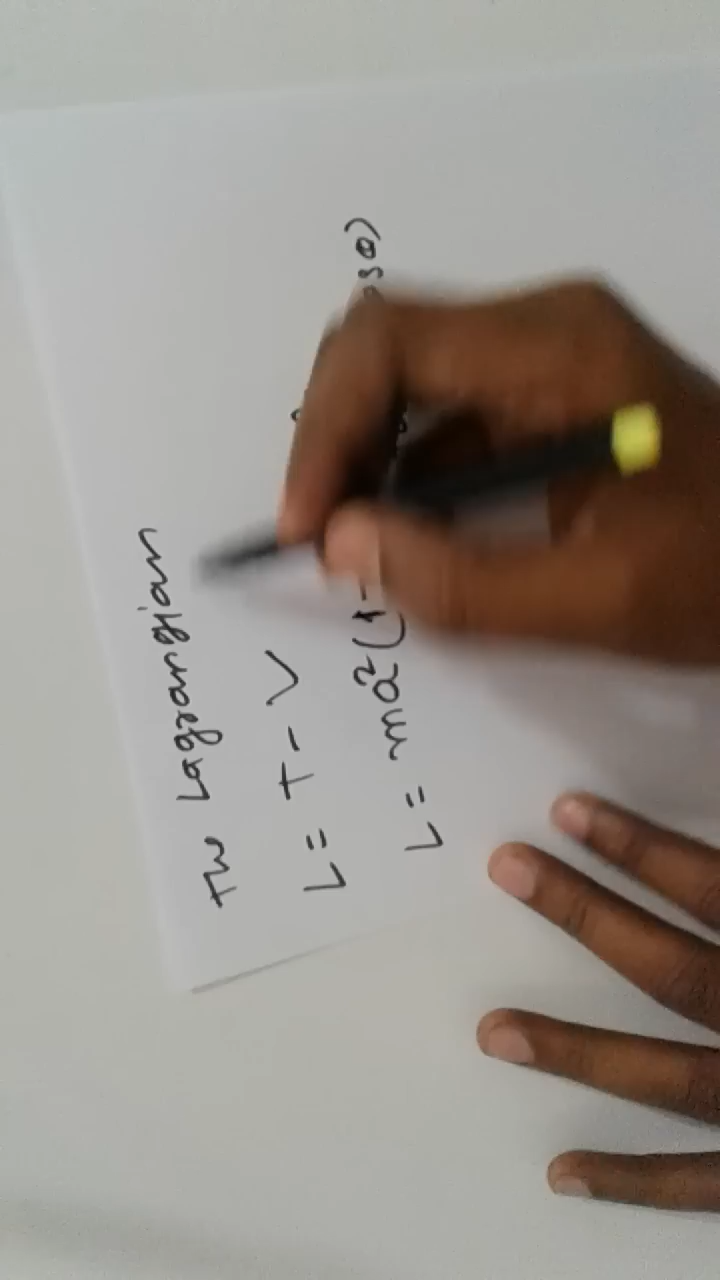 The Lagrangian
L = T - V
L = ma²(1-